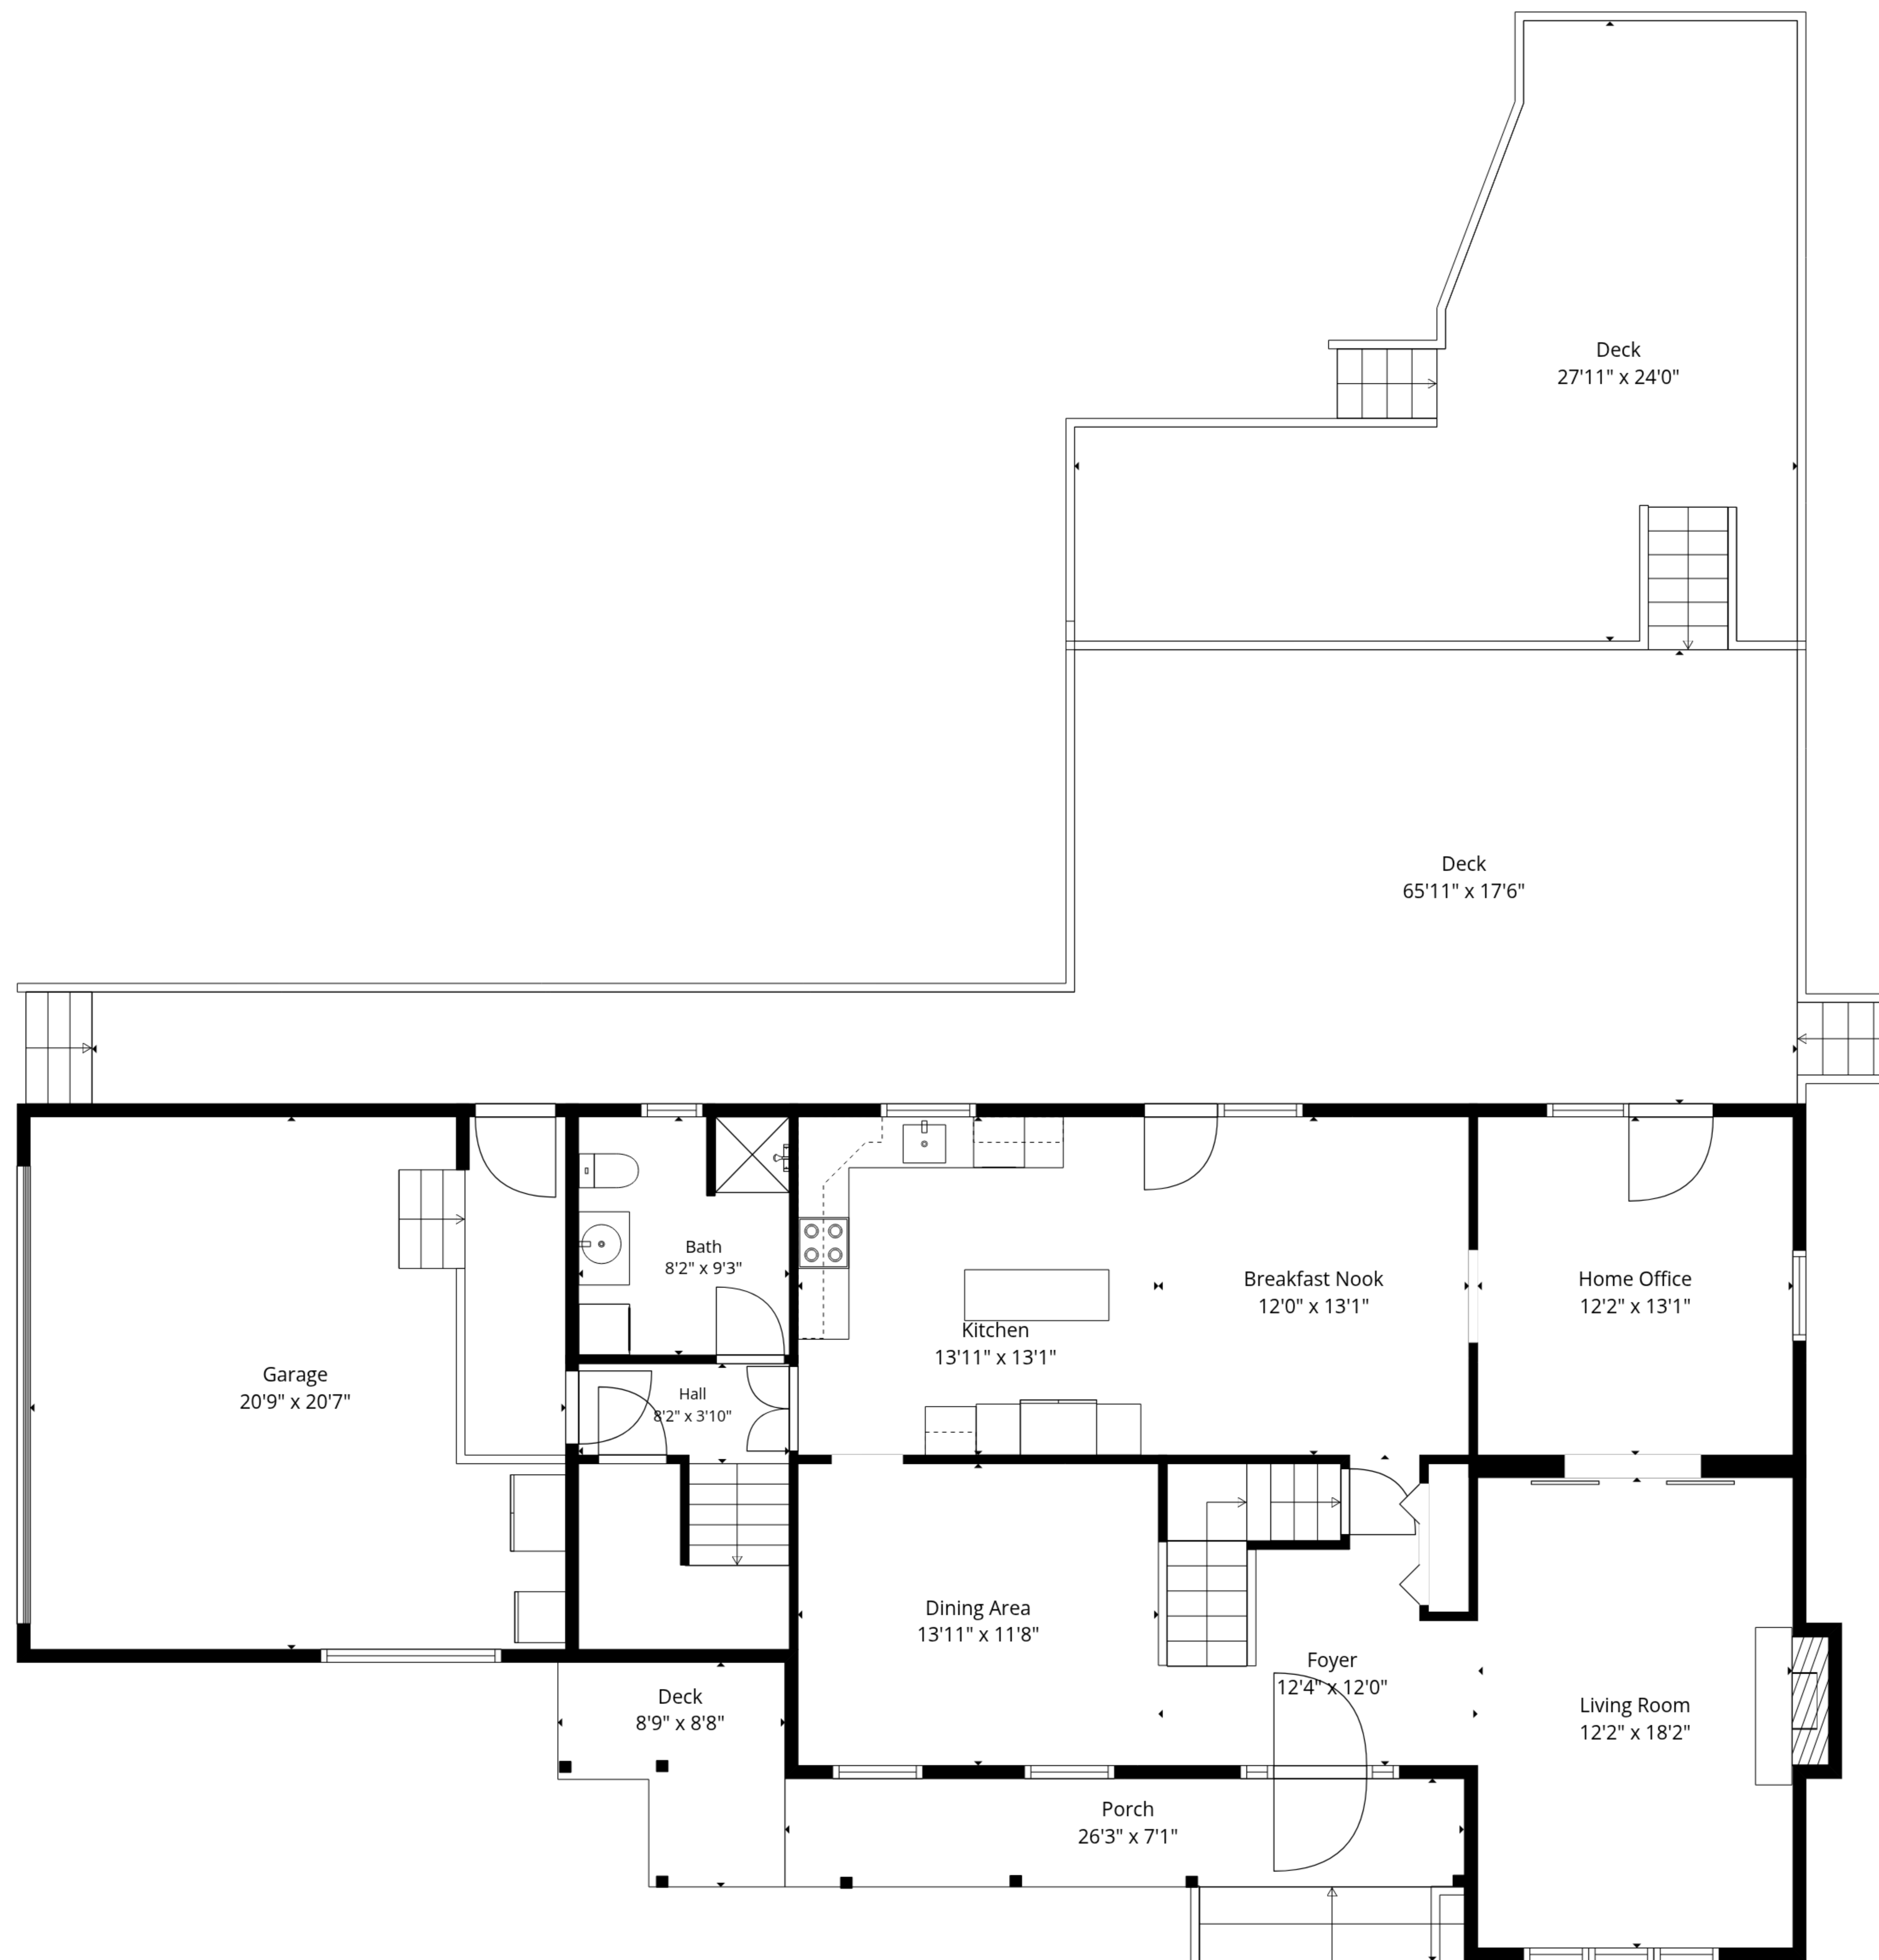 Deck
27'11" x 24'0"
Deck
65'11" x 17'6"
Bath
8'2" x 9'3"
Breakfast Nook
12'0" x 13'1"
Home Office
12'2" x 13'1"
Kitchen
13'11" x 13'1"
Garage
20'9" x 20'7"
Hall
8'2" x 3'10"
Dining Area
13'11" x 11'8"
Foyer
12'4" x 12'0"
Deck
8'9" x 8'8"
Living Room
12'2" x 18'2"
Porch
26'3" x 7'1"